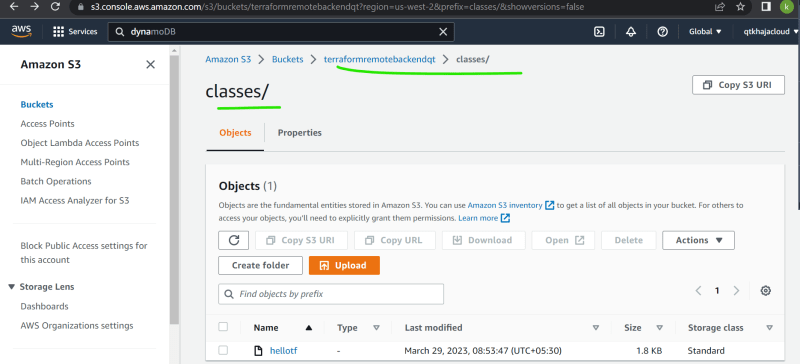 s3.console.aws.amazon.com/s3/buckets/terraformremotebackendqt?region=us-west-2&prefix=classes/&showversions=false
k
aws Services dynamoDB Global qtkhajacloud
Amazon S3
Buckets
Access Points
Object Lambda Access Points
Multi-Region Access Points
Batch Operations
IAM Access Analyzer for S3
Block Public Access settings for
this account
Storage Lens
Dashboards
AWS Organizations settings
Amazon S3 > Buckets > terraformremotebackendqt > classes/
classes/
Copy S3 URI
Objects Properties
Objects (1)
Objects are the fundamental entities stored in Amazon S3. You can use Amazon S3 inventory to get a list of all objects in your bucket. For others to
access your objects, you'll need to explicitly grant them permissions. Learn more
Copy S3 URI Copy URL Download Open Delete Actions
Create folder Upload
Find objects by prefix
1
Name Type Last modified Size Storage class
hellotf - March 29, 2023, 08:53:47 (UTC+05:30) 1.8 KB Standard